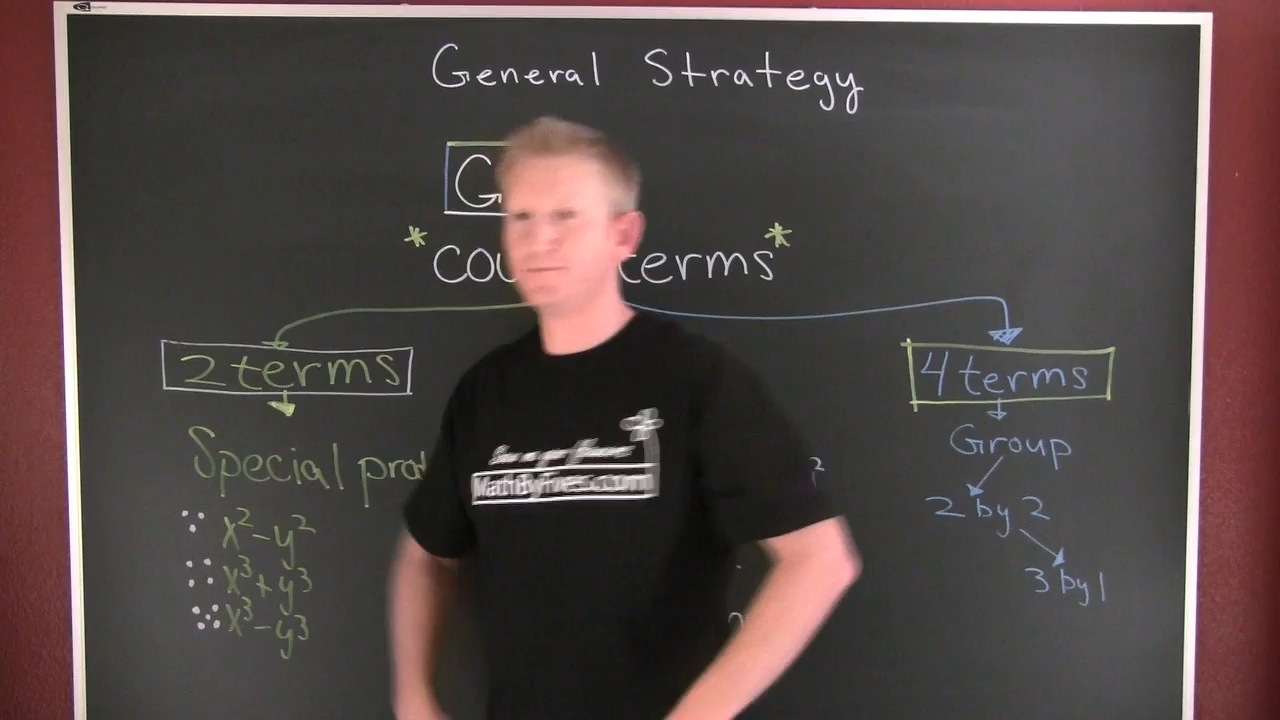 General Strategy
G
* terms *
2 terms
4 terms
Special
Group
x² - y²
2 by 2
x³ + y³
3 by 1
x³ - y³
MathByFives.com